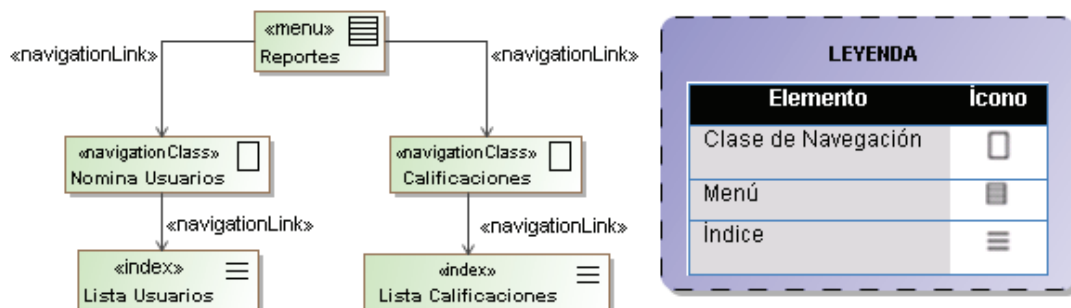 «menu»
Reportes
«navigationLink»
«navigationLink»
«navigationClass»
Nomina Usuarios
«navigationClass»
Calificaciones
«navigationLink»
«navigationLink»
«index»
Lista Usuarios
«index»
Lista Calificaciones
LEYENDA
Elemento Ícono
Clase de Navegación
Menú
Índice